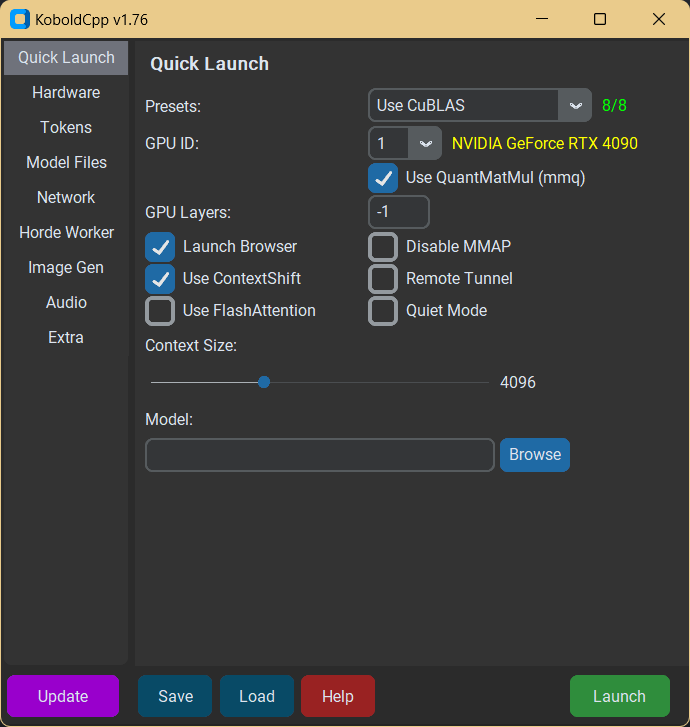 KoboldCpp v1.76
Quick Launch
Hardware
Tokens
Model Files
Network
Horde Worker
Image Gen
Audio
Extra
Quick Launch
Presets: Use CuBLAS 8/8
GPU ID: 1 NVIDIA GeForce RTX 4090
Use QuantMatMul (mmq)
GPU Layers: -1
Launch Browser Disable MMAP
Use ContextShift Remote Tunnel
Use FlashAttention Quiet Mode
Context Size:
4096
Model:
Browse
Update Save Load Help Launch